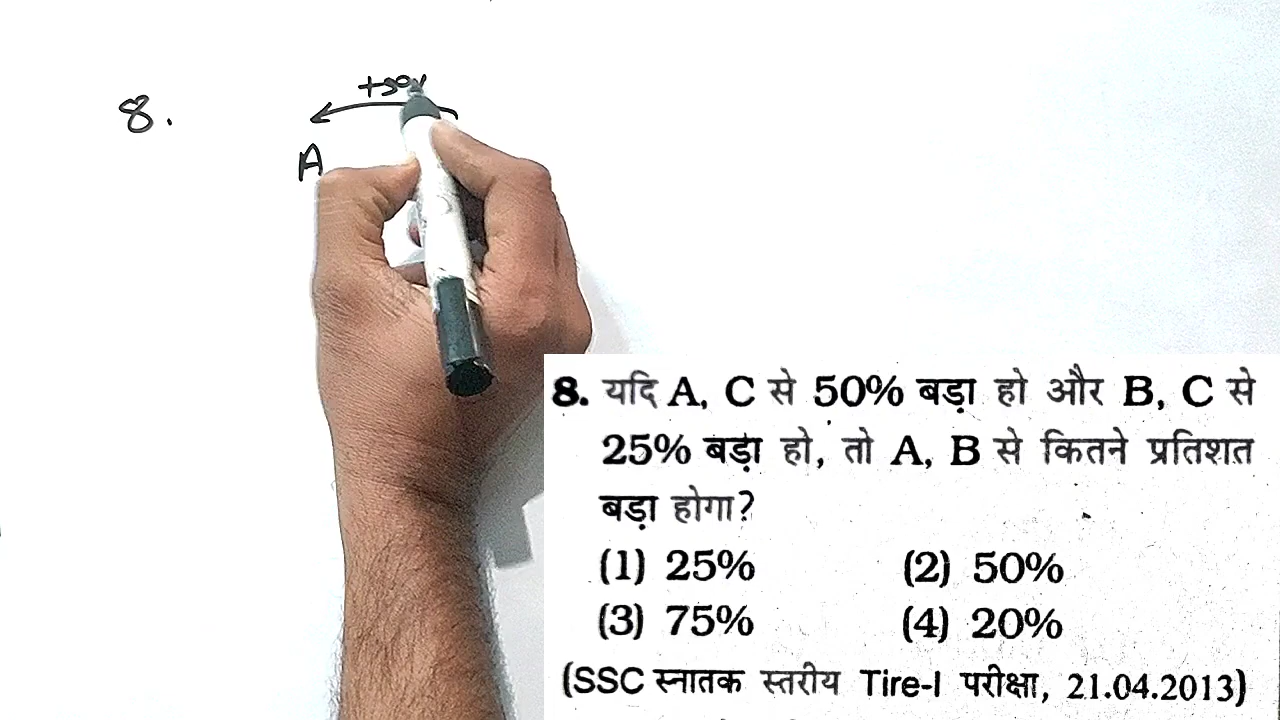 8.
+50%
A
8. यदि A, C से 50% बड़ा हो और B, C से
25% बड़ा हो, तो A, B से कितने प्रतिशत
बड़ा होगा?
(1) 25% (2) 50%
(3) 75% (4) 20%
(SSC स्नातक स्तरीय Tire-I परीक्षा, 21.04.2013)